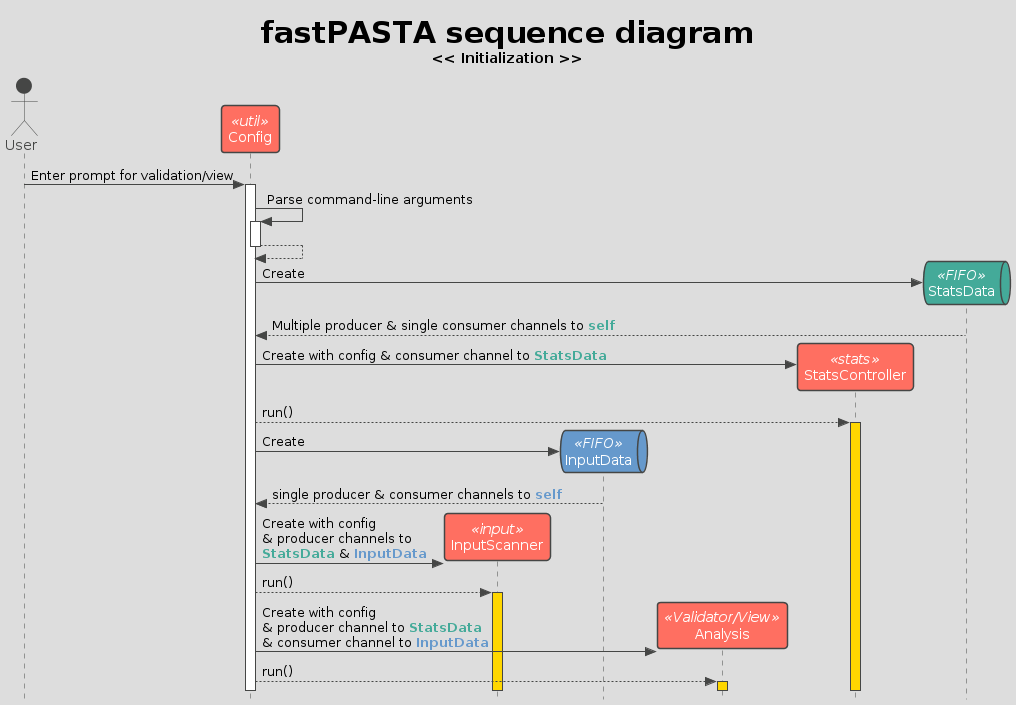 fastPASTA sequence diagram
<< Initialization >>
User
«util»
Config
Enter prompt for validation/view
Parse command-line arguments
Create
«FIFO»
StatsData
Multiple producer & single consumer channels to self
Create with config & consumer channel to StatsData
«stats»
StatsController
run()
Create
«FIFO»
InputData
single producer & consumer channels to self
Create with config
& producer channels to
StatsData & InputData
«input»
InputScanner
run()
Create with config
& producer channel to StatsData
& consumer channel to InputData
«Validator/View»
Analysis
run()